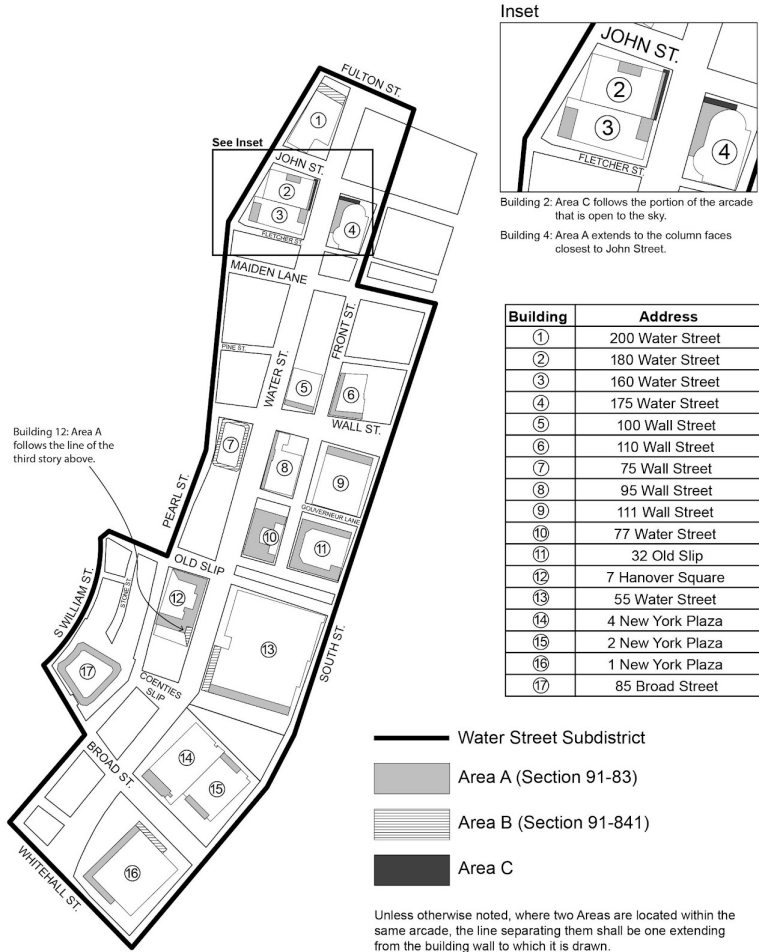 Inset
JOHN ST.
2
3
FLETCHER ST.
4
Building 2: Area C follows the portion of the arcade
that is open to the sky.
Building 4: Area A extends to the column faces
closest to John Street.
FULTON ST.
1
See Inset
JOHN ST.
2
3
4
FLETCHER ST.
MAIDEN LANE
FRONT ST.
PINE ST.
WATER ST.
5
6
WALL ST.
Building 12: Area A
follows the line of the
third story above.
7
8
9
PEARL ST.
GOUVERNEUR LANE
10
11
OLD SLIP
S WILLIAM ST.
STONE ST.
12
13
SOUTH ST.
17
COENTIES
SLIP
BROAD ST.
14
15
16
WHITEHALL ST.
Building Address
1 200 Water Street
2 180 Water Street
3 160 Water Street
4 175 Water Street
5 100 Wall Street
6 110 Wall Street
7 75 Wall Street
8 95 Wall Street
9 111 Wall Street
10 77 Water Street
11 32 Old Slip
12 7 Hanover Square
13 55 Water Street
14 4 New York Plaza
15 2 New York Plaza
16 1 New York Plaza
17 85 Broad Street
Water Street Subdistrict
Area A (Section 91-83)
Area B (Section 91-841)
Area C
Unless otherwise noted, where two Areas are located within the
same arcade, the line separating them shall be one extending
from the building wall to which it is drawn.